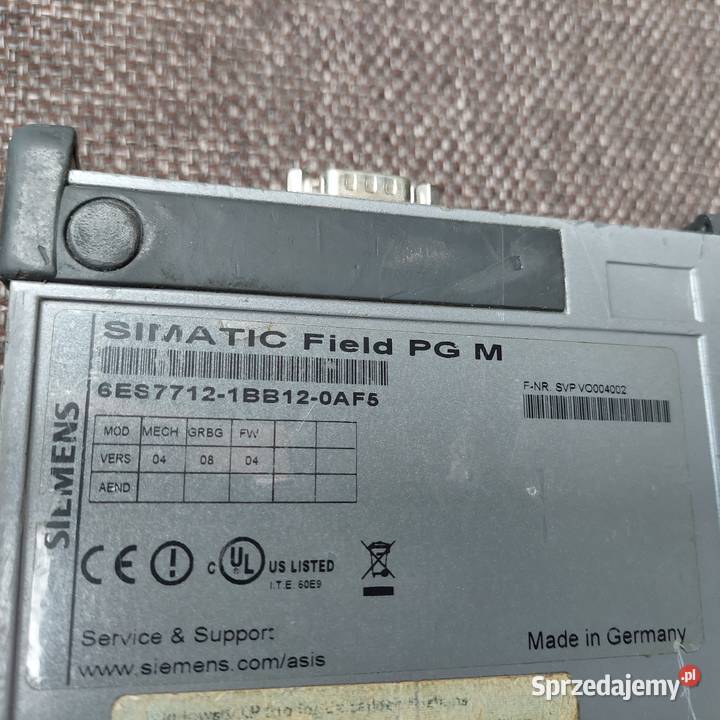 SIMATIC Field PG M
6ES7712-1BB12-0AF5
F-NR. SVP VO004002
SIEMENS
MOD MECH GRBG FW
VERS 04 08 04
AEND
CE
C UL US LISTED
I.T.E. 60E9
Service & Support
www.siemens.com/asis
Made in Germany
Sprzedajemy.pl